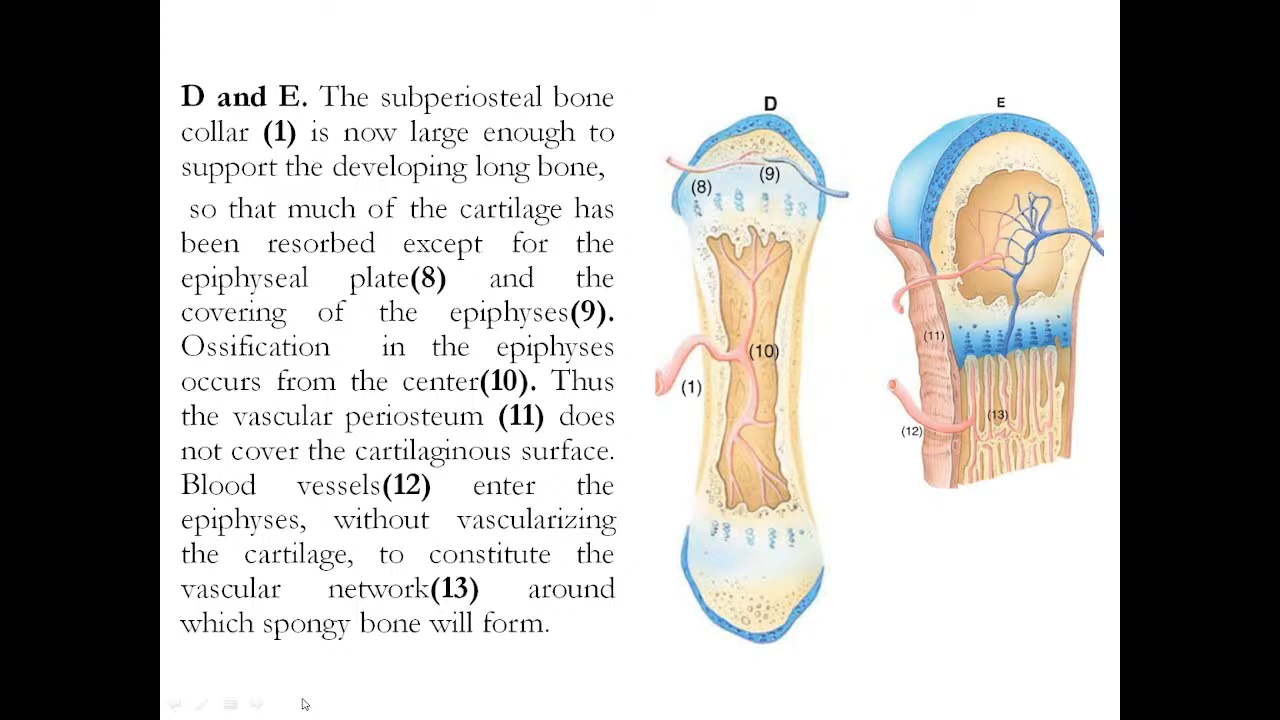 D and E. The subperiosteal bone
collar (1) is now large enough to
support the developing long bone,
so that much of the cartilage has
been resorbed except for the
epiphyseal plate(8) and the
covering of the epiphyses(9).
Ossification in the epiphyses
occurs from the center(10). Thus
the vascular periosteum (11) does
not cover the cartilaginous surface.
Blood vessels(12) enter the
epiphyses, without vascularizing
the cartilage, to constitute the
vascular network(13) around
which spongy bone will form.
D
(8)
(9)
(10)
(1)
E
(11)
(13)
(12)